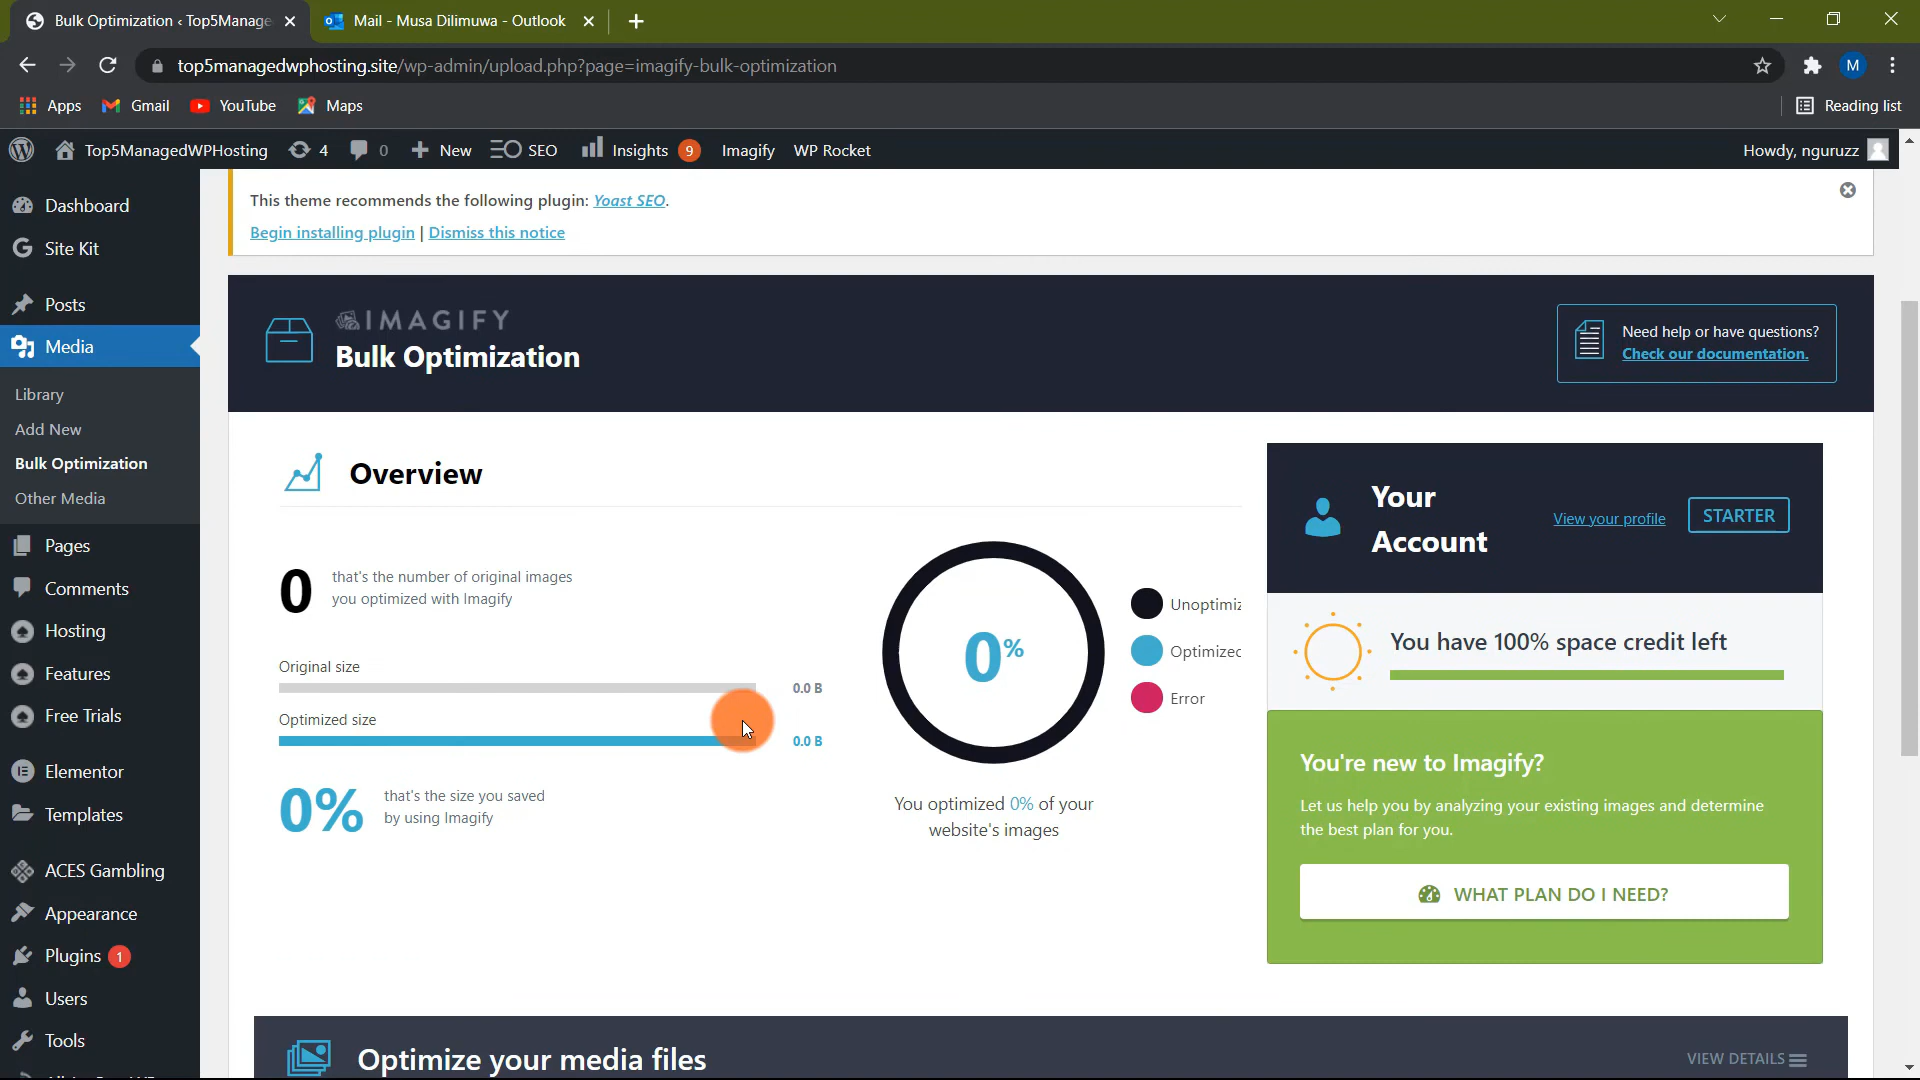 Bulk Optimization ‹ Top5Manage
Mail - Musa Dilimuwa - Outlook
top5managedwphosting.site/wp-admin/upload.php?page=imagify-bulk-optimization
M
Apps
Gmail
YouTube
Maps
Reading list
Top5ManagedWPHosting
4
0
New
SEO
Insights 9
Imagify
WP Rocket
Howdy, nguruzz
Dashboard
Site Kit
Posts
Media
Library
Add New
Bulk Optimization
Other Media
Pages
Comments
Hosting
Features
Free Trials
Elementor
Templates
ACES Gambling
Appearance
Plugins 1
Users
Tools
This theme recommends the following plugin: Yoast SEO.
Begin installing plugin | Dismiss this notice
IMAGIFY
Bulk Optimization
Need help or have questions?
Check our documentation.
Overview
0
that's the number of original images
you optimized with Imagify
Original size
0.0 B
Optimized size
0.0 B
0%
that's the size you saved
by using Imagify
0%
Unoptimiz
Optimized
Error
You optimized 0% of your
website's images
Your
Account
View your profile
STARTER
You have 100% space credit left
You're new to Imagify?
Let us help you by analyzing your existing images and determine
the best plan for you.
WHAT PLAN DO I NEED?
Optimize your media files
VIEW DETAILS